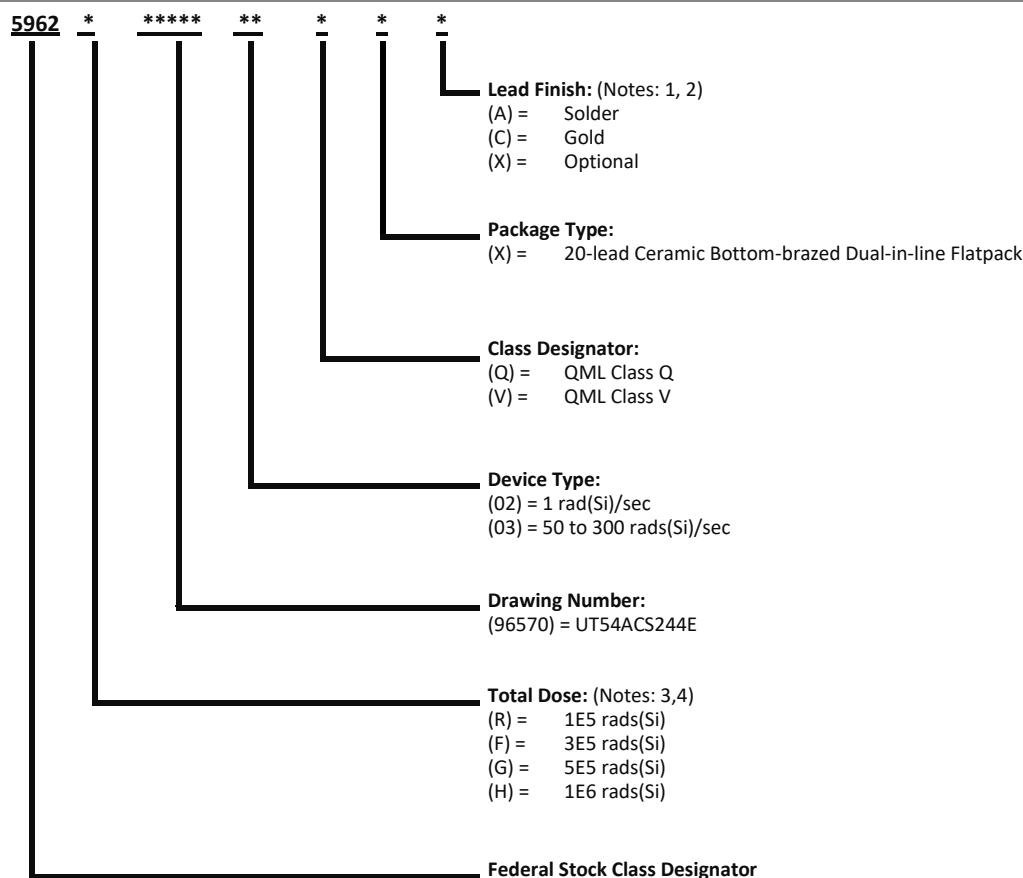 5962 * ***** ** * * *
Lead Finish: (Notes: 1, 2)
(A) = Solder
(C) = Gold
(X) = Optional
Package Type:
(X) = 20-lead Ceramic Bottom-brazed Dual-in-line Flatpack
Class Designator:
(Q) = QML Class Q
(V) = QML Class V
Device Type:
(02) = 1 rad(Si)/sec
(03) = 50 to 300 rads(Si)/sec
Drawing Number:
(96570) = UT54ACS244E
Total Dose: (Notes: 3,4)
(R) = 1E5 rads(Si)
(F) = 3E5 rads(Si)
(G) = 5E5 rads(Si)
(H) = 1E6 rads(Si)
Federal Stock Class Designator